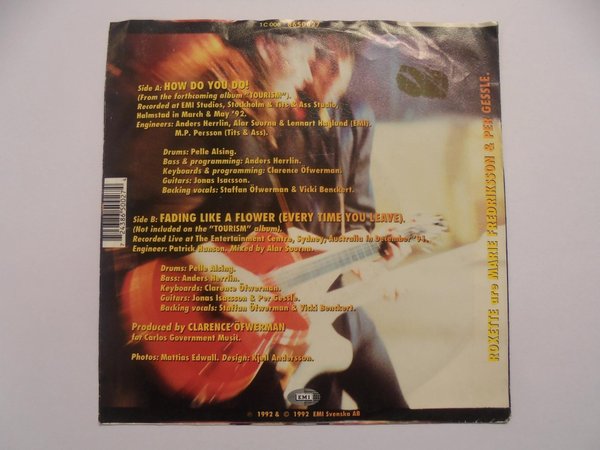 1C 006 8650027
Side A: HOW DO YOU DO!
(From the forthcoming album "TOURISM").
Recorded at EMI Studios, Stockholm & Tits & Ass Studio,
Halmstad in March & May '92.
Engineers: Anders Herrlin, Alar Suurna & Lennart Haglund (EMI),
M.P. Persson (Tits & Ass).
Drums: Pelle Alsing.
Bass & programming: Anders Herrlin.
Keyboards & programming: Clarence Öfwerman.
Guitars: Jonas Isacsson.
Backing vocals: Staffan Öfwerman & Vicki Benckert.
Side B: FADING LIKE A FLOWER (EVERY TIME YOU LEAVE).
(Not included on the "TOURISM" album).
Recorded Live at The Entertainment Centre, Sydney, Australia in December '91.
Engineer: Patrick Hanson. Mixed by Alar Suurna.
Drums: Pelle Alsing.
Bass: Anders Herrlin.
Keyboards: Clarence Öfwerman.
Guitars: Jonas Isacsson & Per Gessle.
Backing vocals: Staffan Öfwerman & Vicki Benckert.
Produced by CLARENCE ÖFWERMAN
for Carlos Government Musik.
Photos: Mattias Edwall. Design: Kjell Andersson.
EMI
℗ 1992 & © 1992 EMI Svenska AB
ROXETTE are MARIE FREDRIKSSON & PER GESSLE.